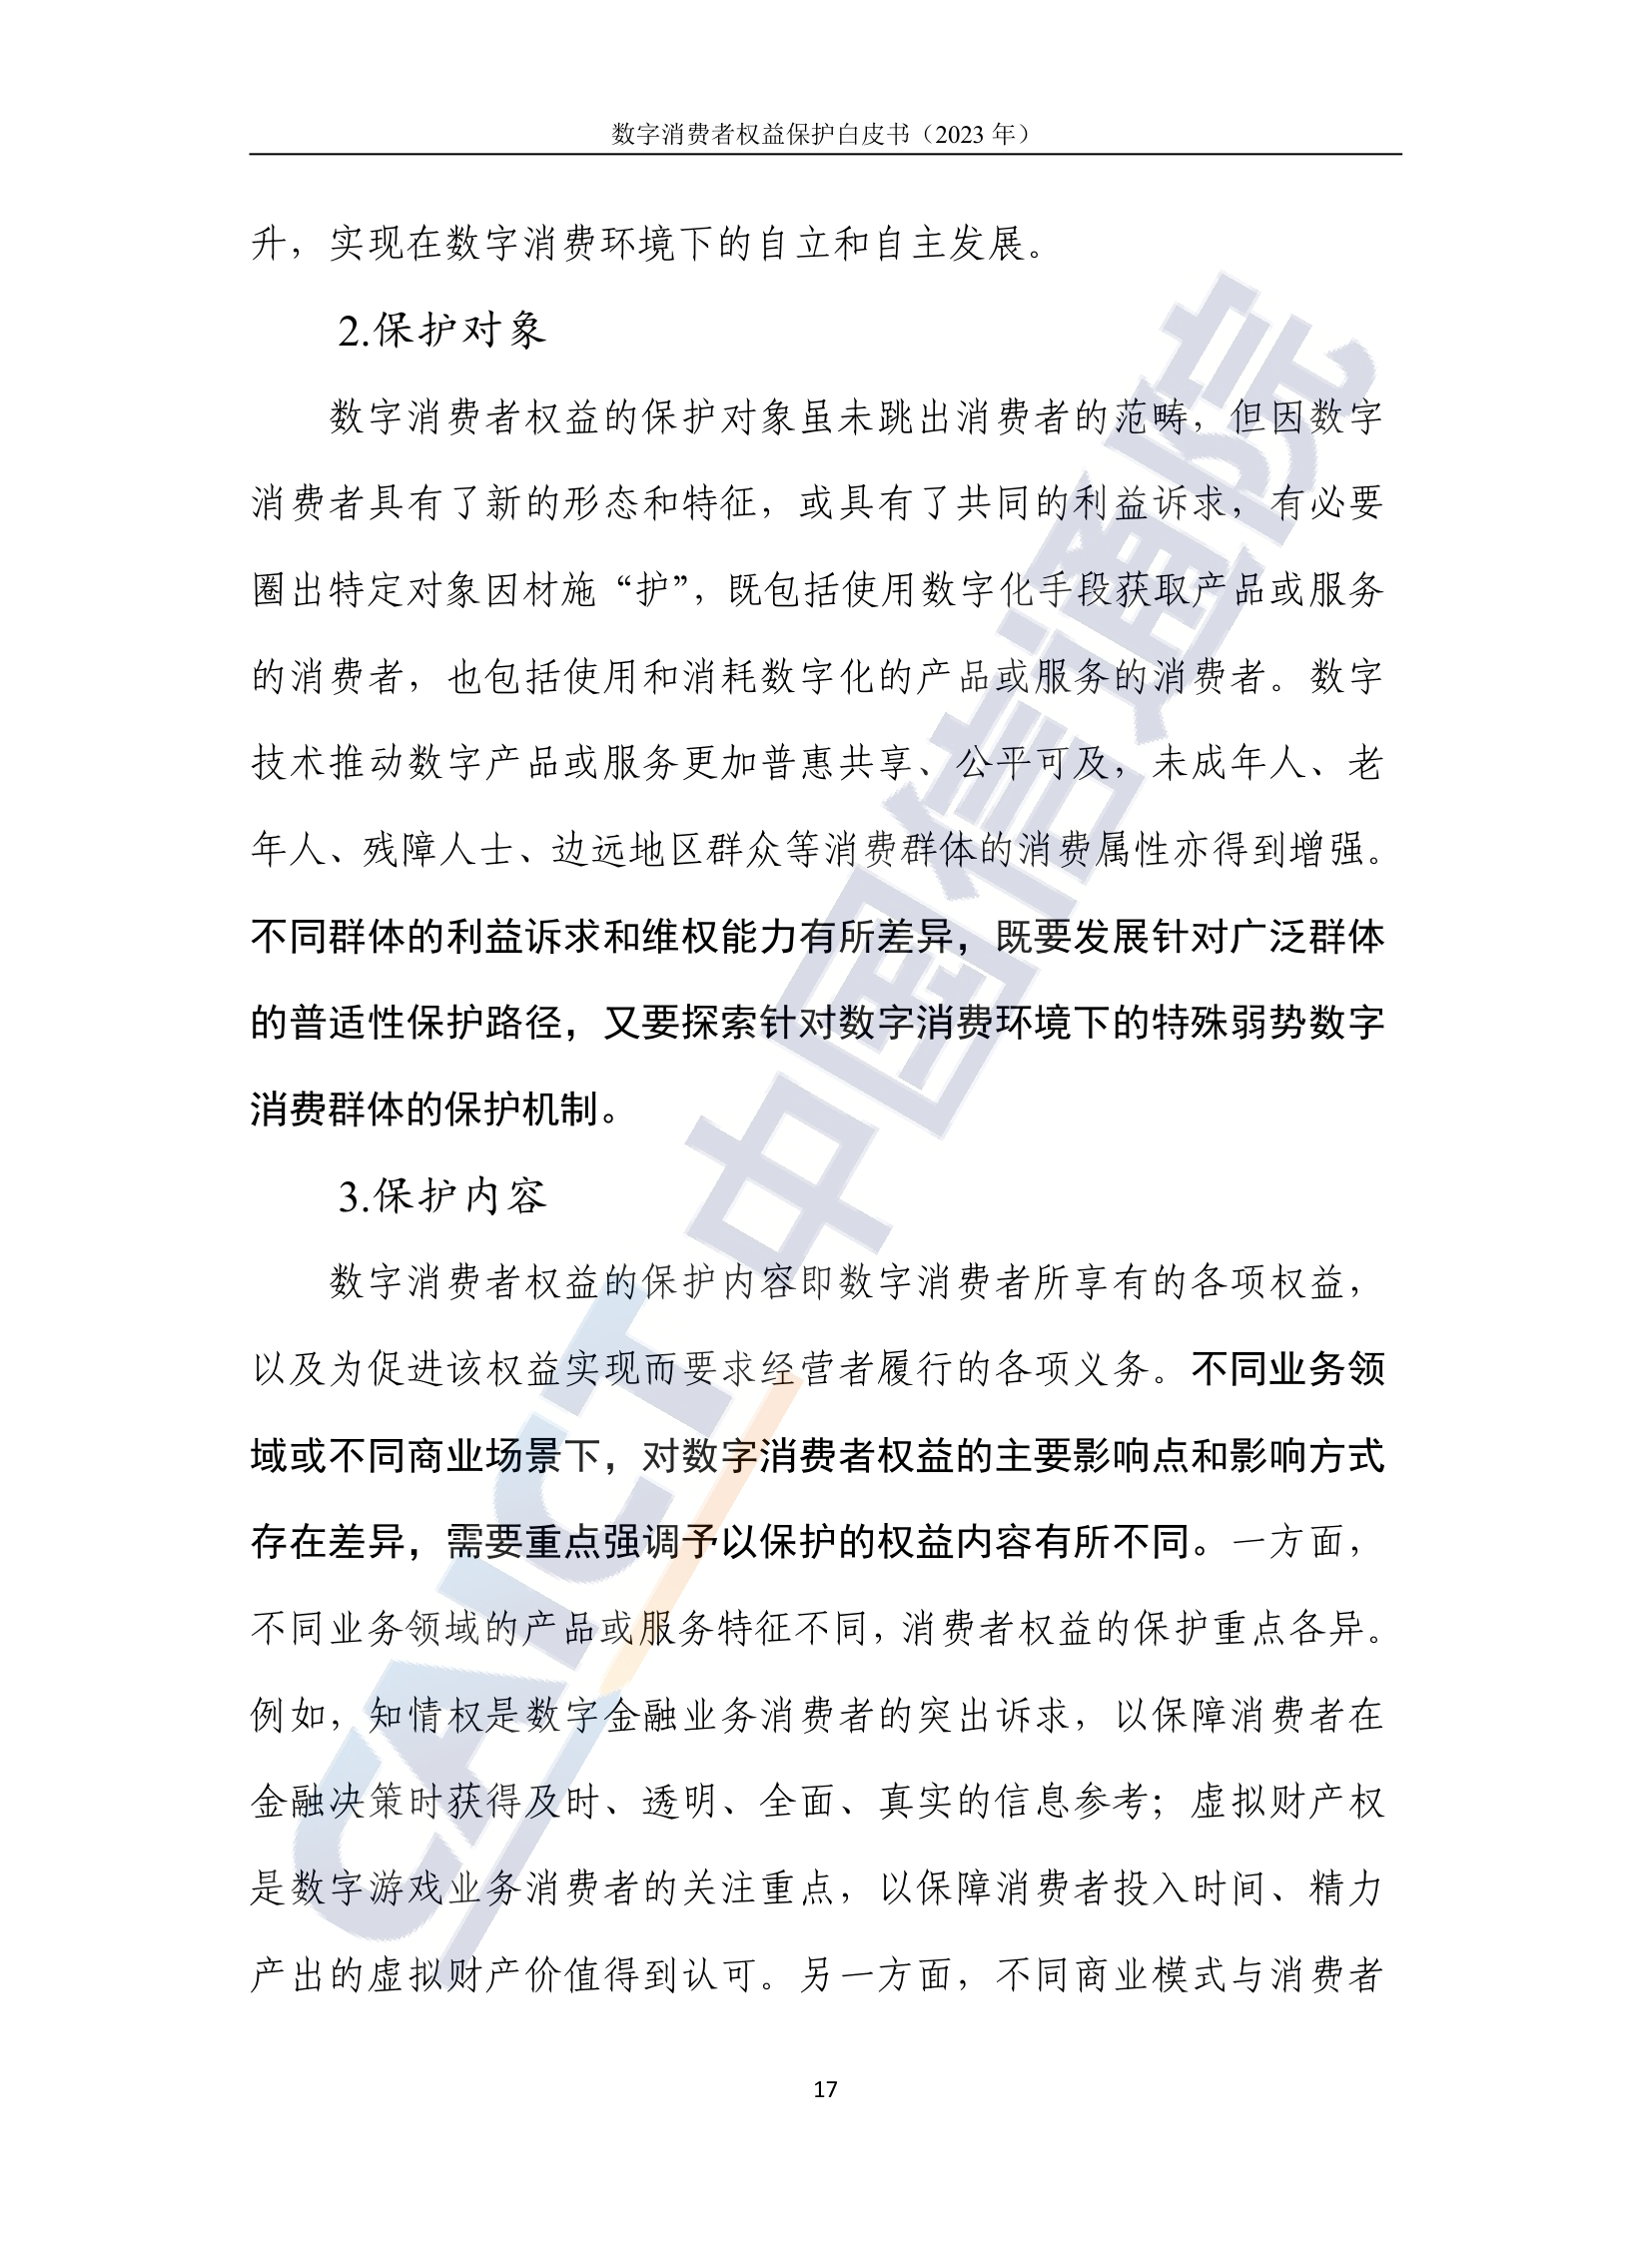 数字消费者权益保护白皮书（2023 年）
升，实现在数字消费环境下的自立和自主发展。
2.保护对象
数字消费者权益的保护对象虽未跳出消费者的范畴，但因数字
消费者具有了新的形态和特征，或具有了共同的利益诉求，有必要
圈出特定对象因材施“护”，既包括使用数字化手段获取产品或服务
的消费者，也包括使用和消耗数字化的产品或服务的消费者。数字
技术推动数字产品或服务更加普惠共享、公平可及，未成年人、老
年人、残障人士、边远地区群众等消费群体的消费属性亦得到增强。
不同群体的利益诉求和维权能力有所差异，既要发展针对广泛群体
的普适性保护路径，又要探索针对数字消费环境下的特殊弱势数字
消费群体的保护机制。
3.保护内容
数字消费者权益的保护内容即数字消费者所享有的各项权益，
以及为促进该权益实现而要求经营者履行的各项义务。不同业务领
域或不同商业场景下，对数字消费者权益的主要影响点和影响方式
存在差异，需要重点强调予以保护的权益内容有所不同。一方面，
不同业务领域的产品或服务特征不同，消费者权益的保护重点各异。
例如，知情权是数字金融业务消费者的突出诉求，以保障消费者在
金融决策时获得及时、透明、全面、真实的信息参考；虚拟财产权
是数字游戏业务消费者的关注重点，以保障消费者投入时间、精力
产出的虚拟财产价值得到认可。另一方面，不同商业模式与消费者
17
CAICT 中国信通院